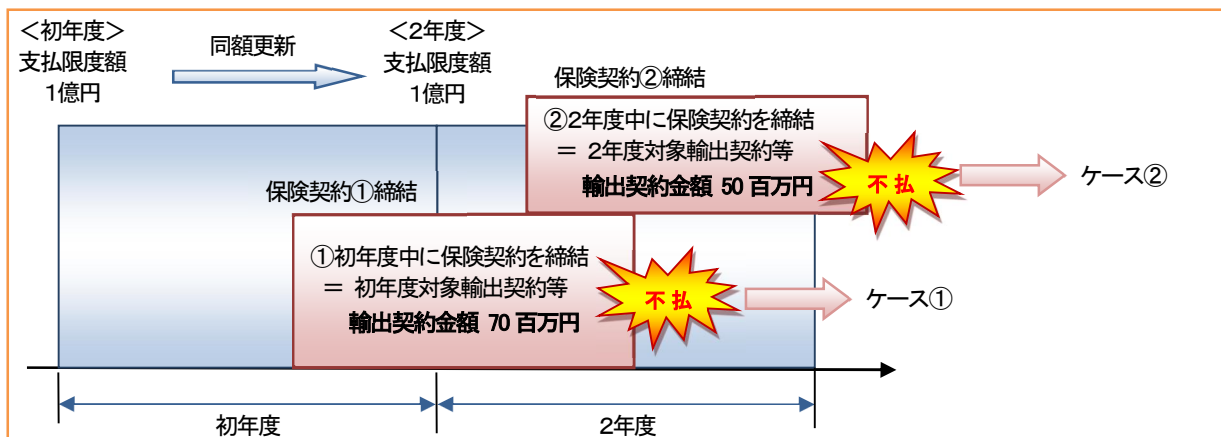 <初年度>
支払限度額
1億円
同額更新
<2年度>
支払限度額
1億円
保険契約②締結
②2年度中に保険契約を締結
= 2年度対象輸出契約等
輸出契約金額 50 百万円
不払
ケース②
保険契約①締結
①初年度中に保険契約を締結
= 初年度対象輸出契約等
輸出契約金額 70 百万円
不払
ケース①
初年度
2年度